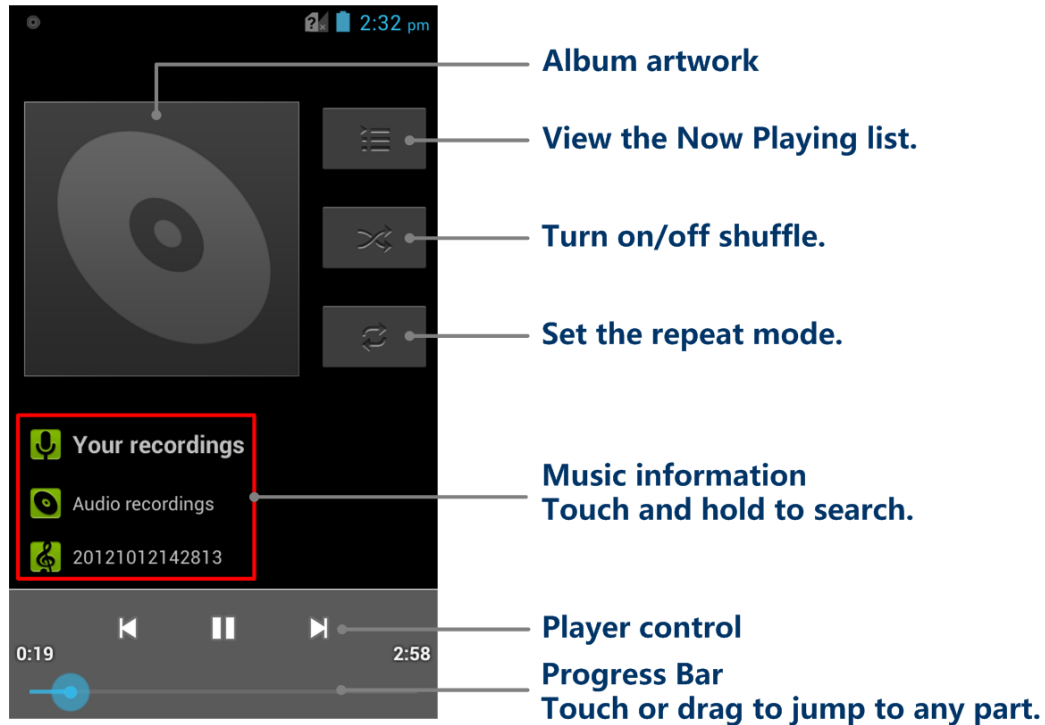 2:32 pm
Album artwork
View the Now Playing list.
Turn on/off shuffle.
Set the repeat mode.
Your recordings
Audio recordings
20121012142813
Music information
Touch and hold to search.
Player control
0:19
2:58
Progress Bar
Touch or drag to jump to any part.